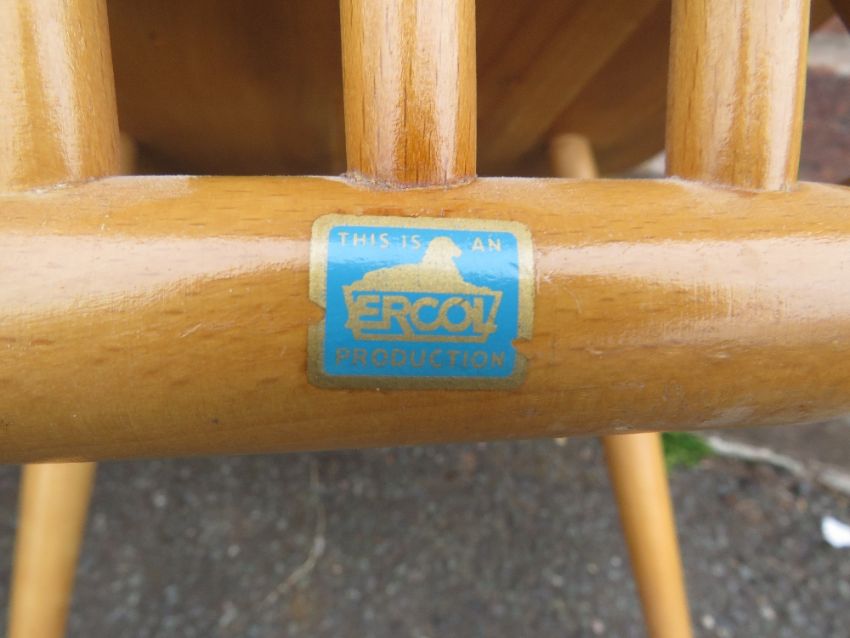 THIS IS AN
ERCOL
PRODUCTION